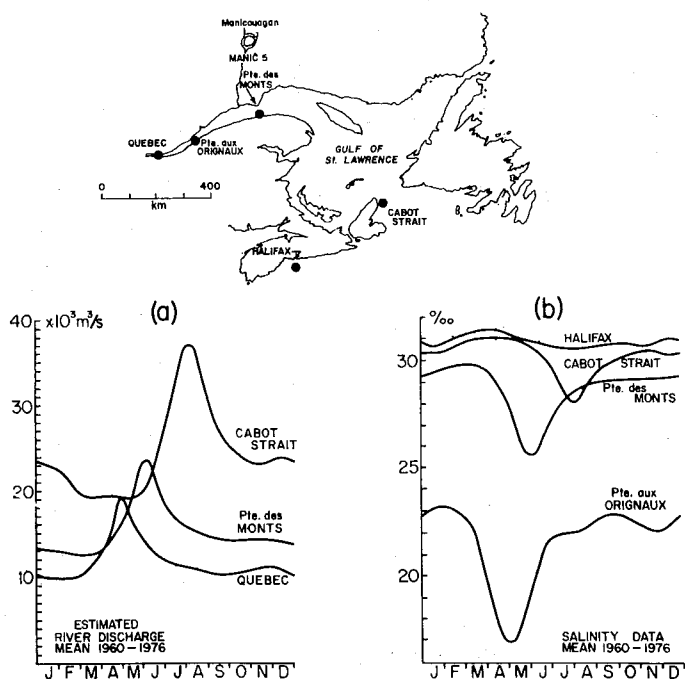 Manicouagan
MANIC 5
Pte. des
MONTS
QUEBEC
Pte. aux
ORIGNAUX
GULF OF
St. LAWRENCE
0 400
km
CABOT
STRAIT
HALIFAX
(a)
40 x10³m³/s
30
20
10
CABOT
STRAIT
Pte. des
MONTS
QUEBEC
ESTIMATED
RIVER DISCHARGE
MEAN 1960-1976
J F M A M J J A S O N D
(b)
‰
30
25
20
HALIFAX
CABOT STRAIT
Pte. des
MONTS
Pte. aux
ORIGNAUX
SALINITY DATA
MEAN 1960-1976
J F M A M J J A S O N D